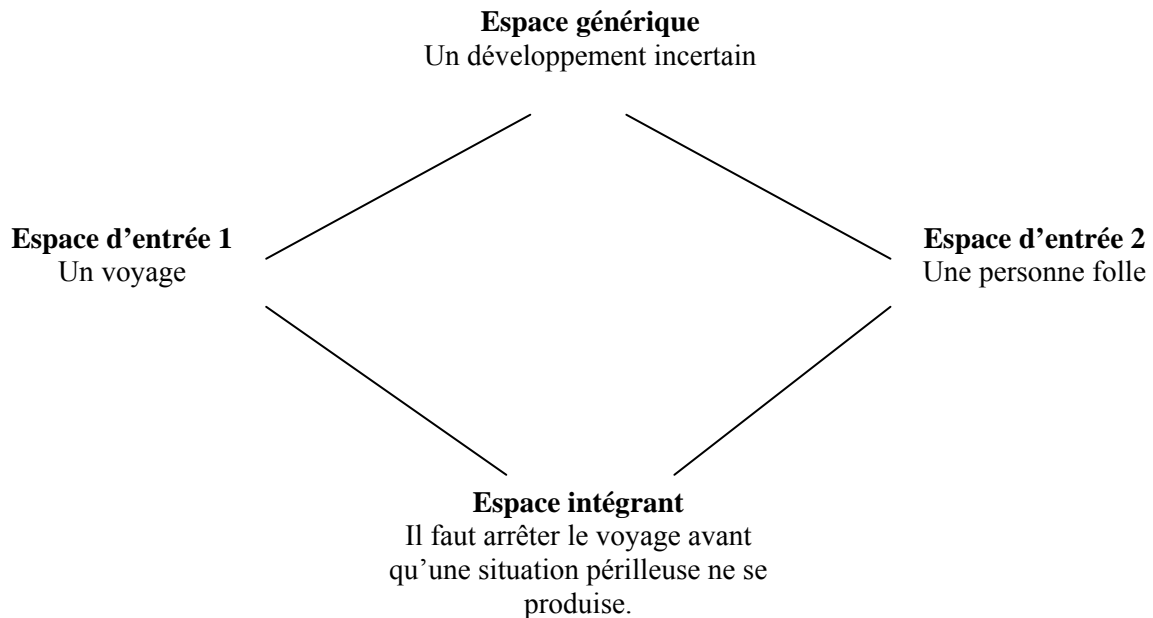 Espace générique
Un développement incertain
Espace d’entrée 1
Un voyage
Espace d’entrée 2
Une personne folle
Espace intégrant
Il faut arrêter le voyage avant
qu’une situation périlleuse ne se
produise.